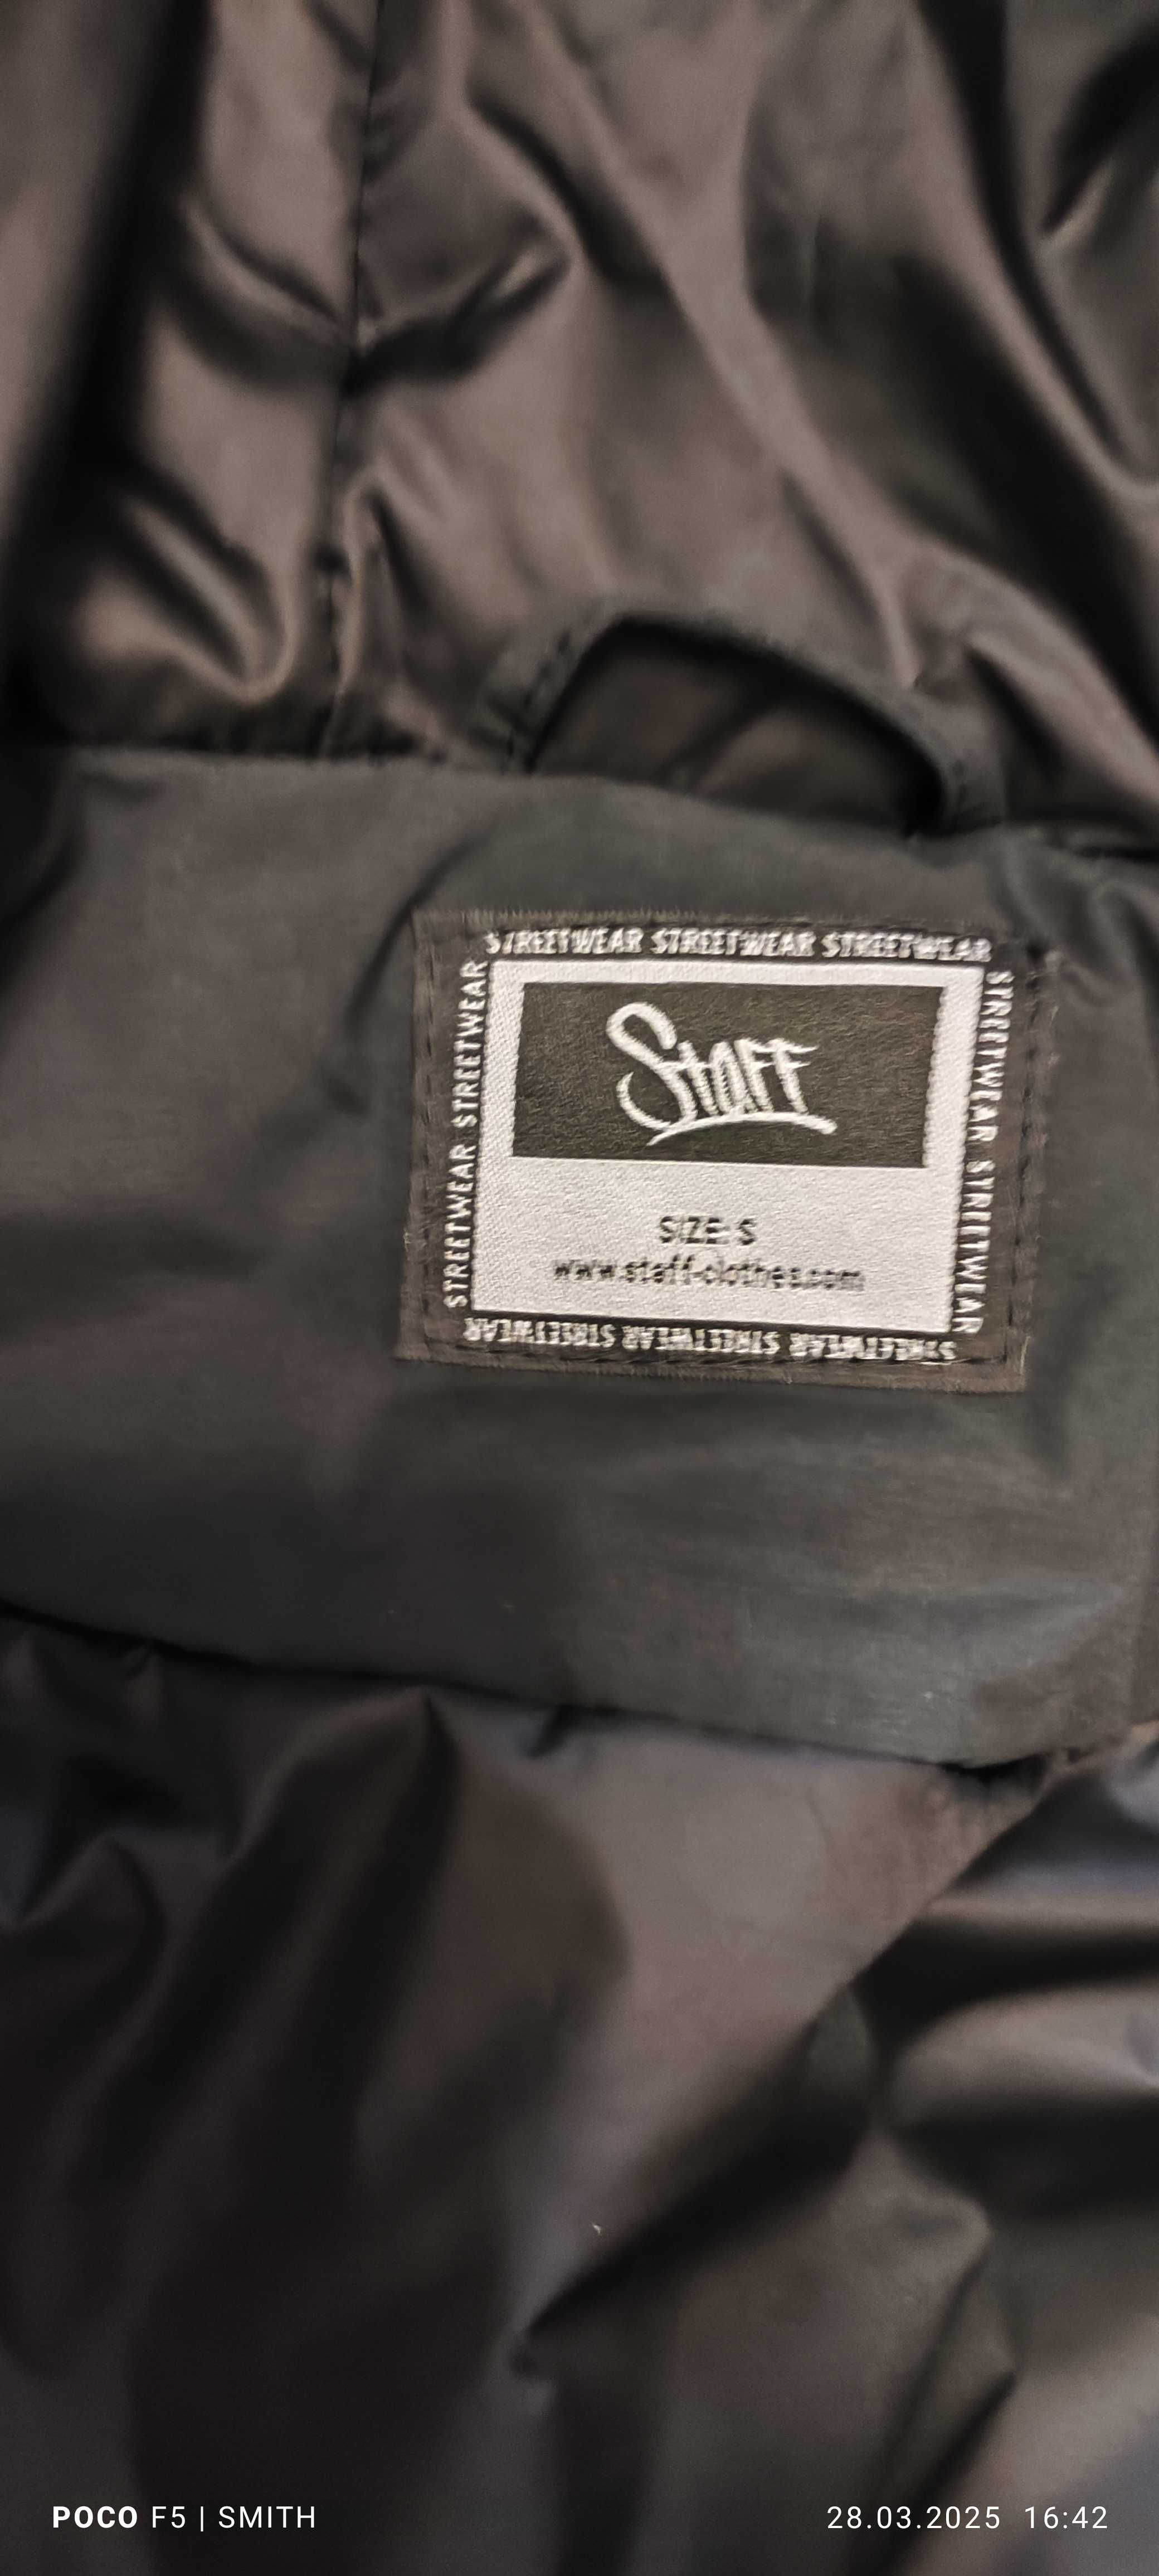 STREETWEAR STREETWEAR STREETWEAR
STREETWEAR STREETWEAR
Staff
SIZE: S
www.staff-clothes.com
STREETWEAR STREETWEAR
STREETWEAR STREETWEAR STREETWEAR
POCO F5 | SMITH
28.03.2025 16:42